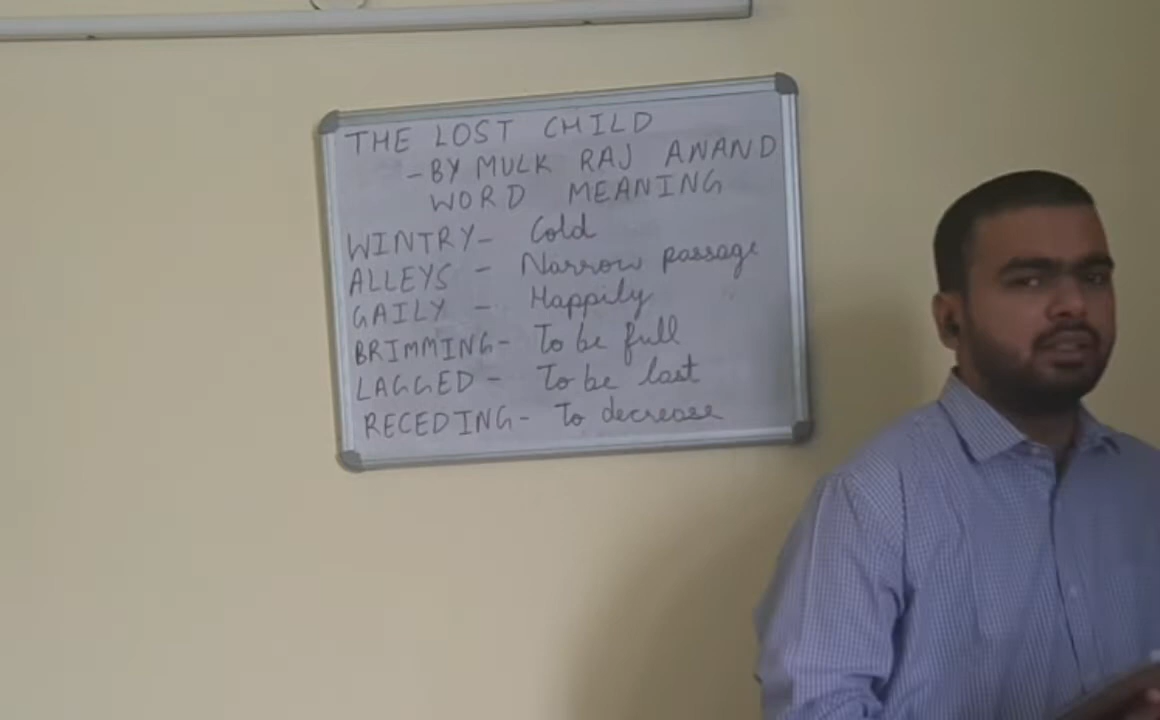 THE LOST CHILD
- BY MULK RAJ ANAND
WORD MEANING
WINTRY - Cold
ALLEYS - Narrow passage
GAILY - Happily
BRIMMING - To be full
LAGGED - To be last
RECEDING - To decrease